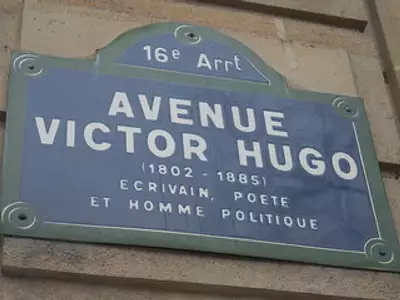 16e Arrt
AVENUE
VICTOR HUGO
(1802 - 1885)
ECRIVAIN, POETE
ET HOMME POLITIQUE